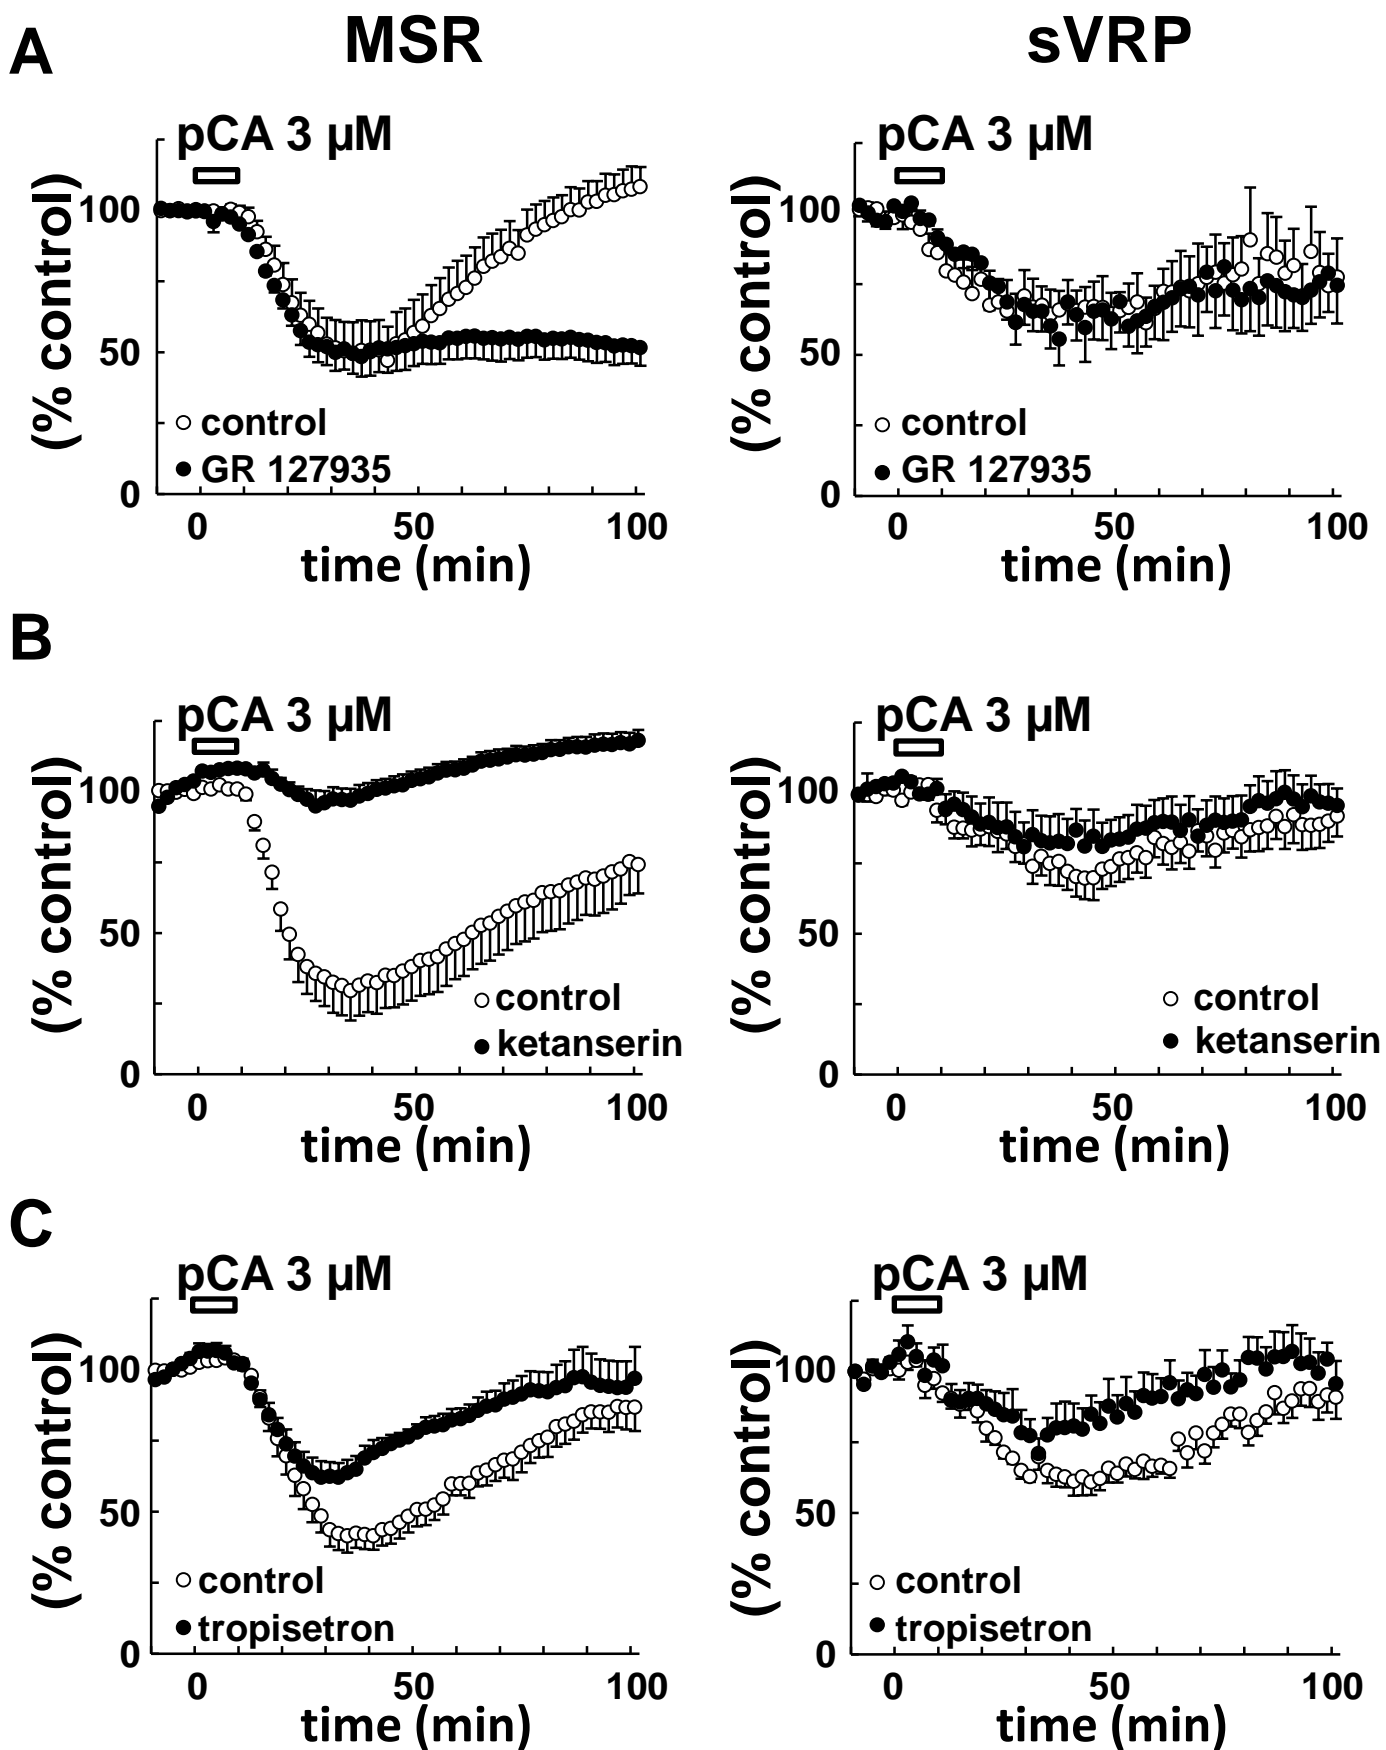 A
MSR
sVRP
pCA 3 µM
(% control)
100
50
0
control
GR 127935
0 50 100
time (min)
pCA 3 µM
(% control)
100
50
0
control
GR 127935
0 50 100
time (min)
B
pCA 3 µM
(% control)
100
50
0
control
ketanserin
0 50 100
time (min)
pCA 3 µM
(% control)
100
50
0
control
ketanserin
0 50 100
time (min)
C
pCA 3 µM
(% control)
100
50
0
control
tropisetron
0 50 100
time (min)
pCA 3 µM
(% control)
100
50
0
control
tropisetron
0 50 100
time (min)